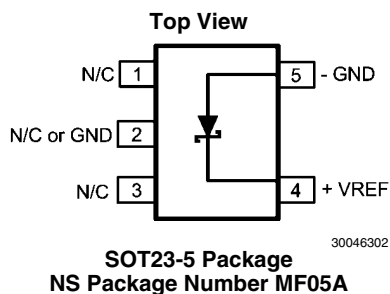 Top View
N/C 1
5 - GND
N/C or GND 2
N/C 3
4 + VREF
30046302
SOT23-5 Package
NS Package Number MF05A